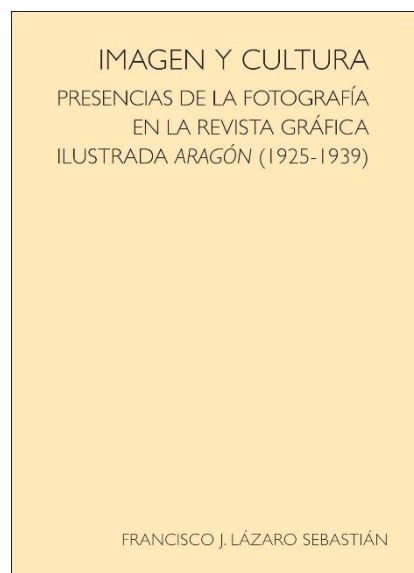 IMAGEN Y CULTURA
PRESENCIAS DE LA FOTOGRAFÍA
EN LA REVISTA GRÁFICA
ILUSTRADA ARAGÓN (1925-1939)
FRANCISCO J. LÁZARO SEBASTIÁN